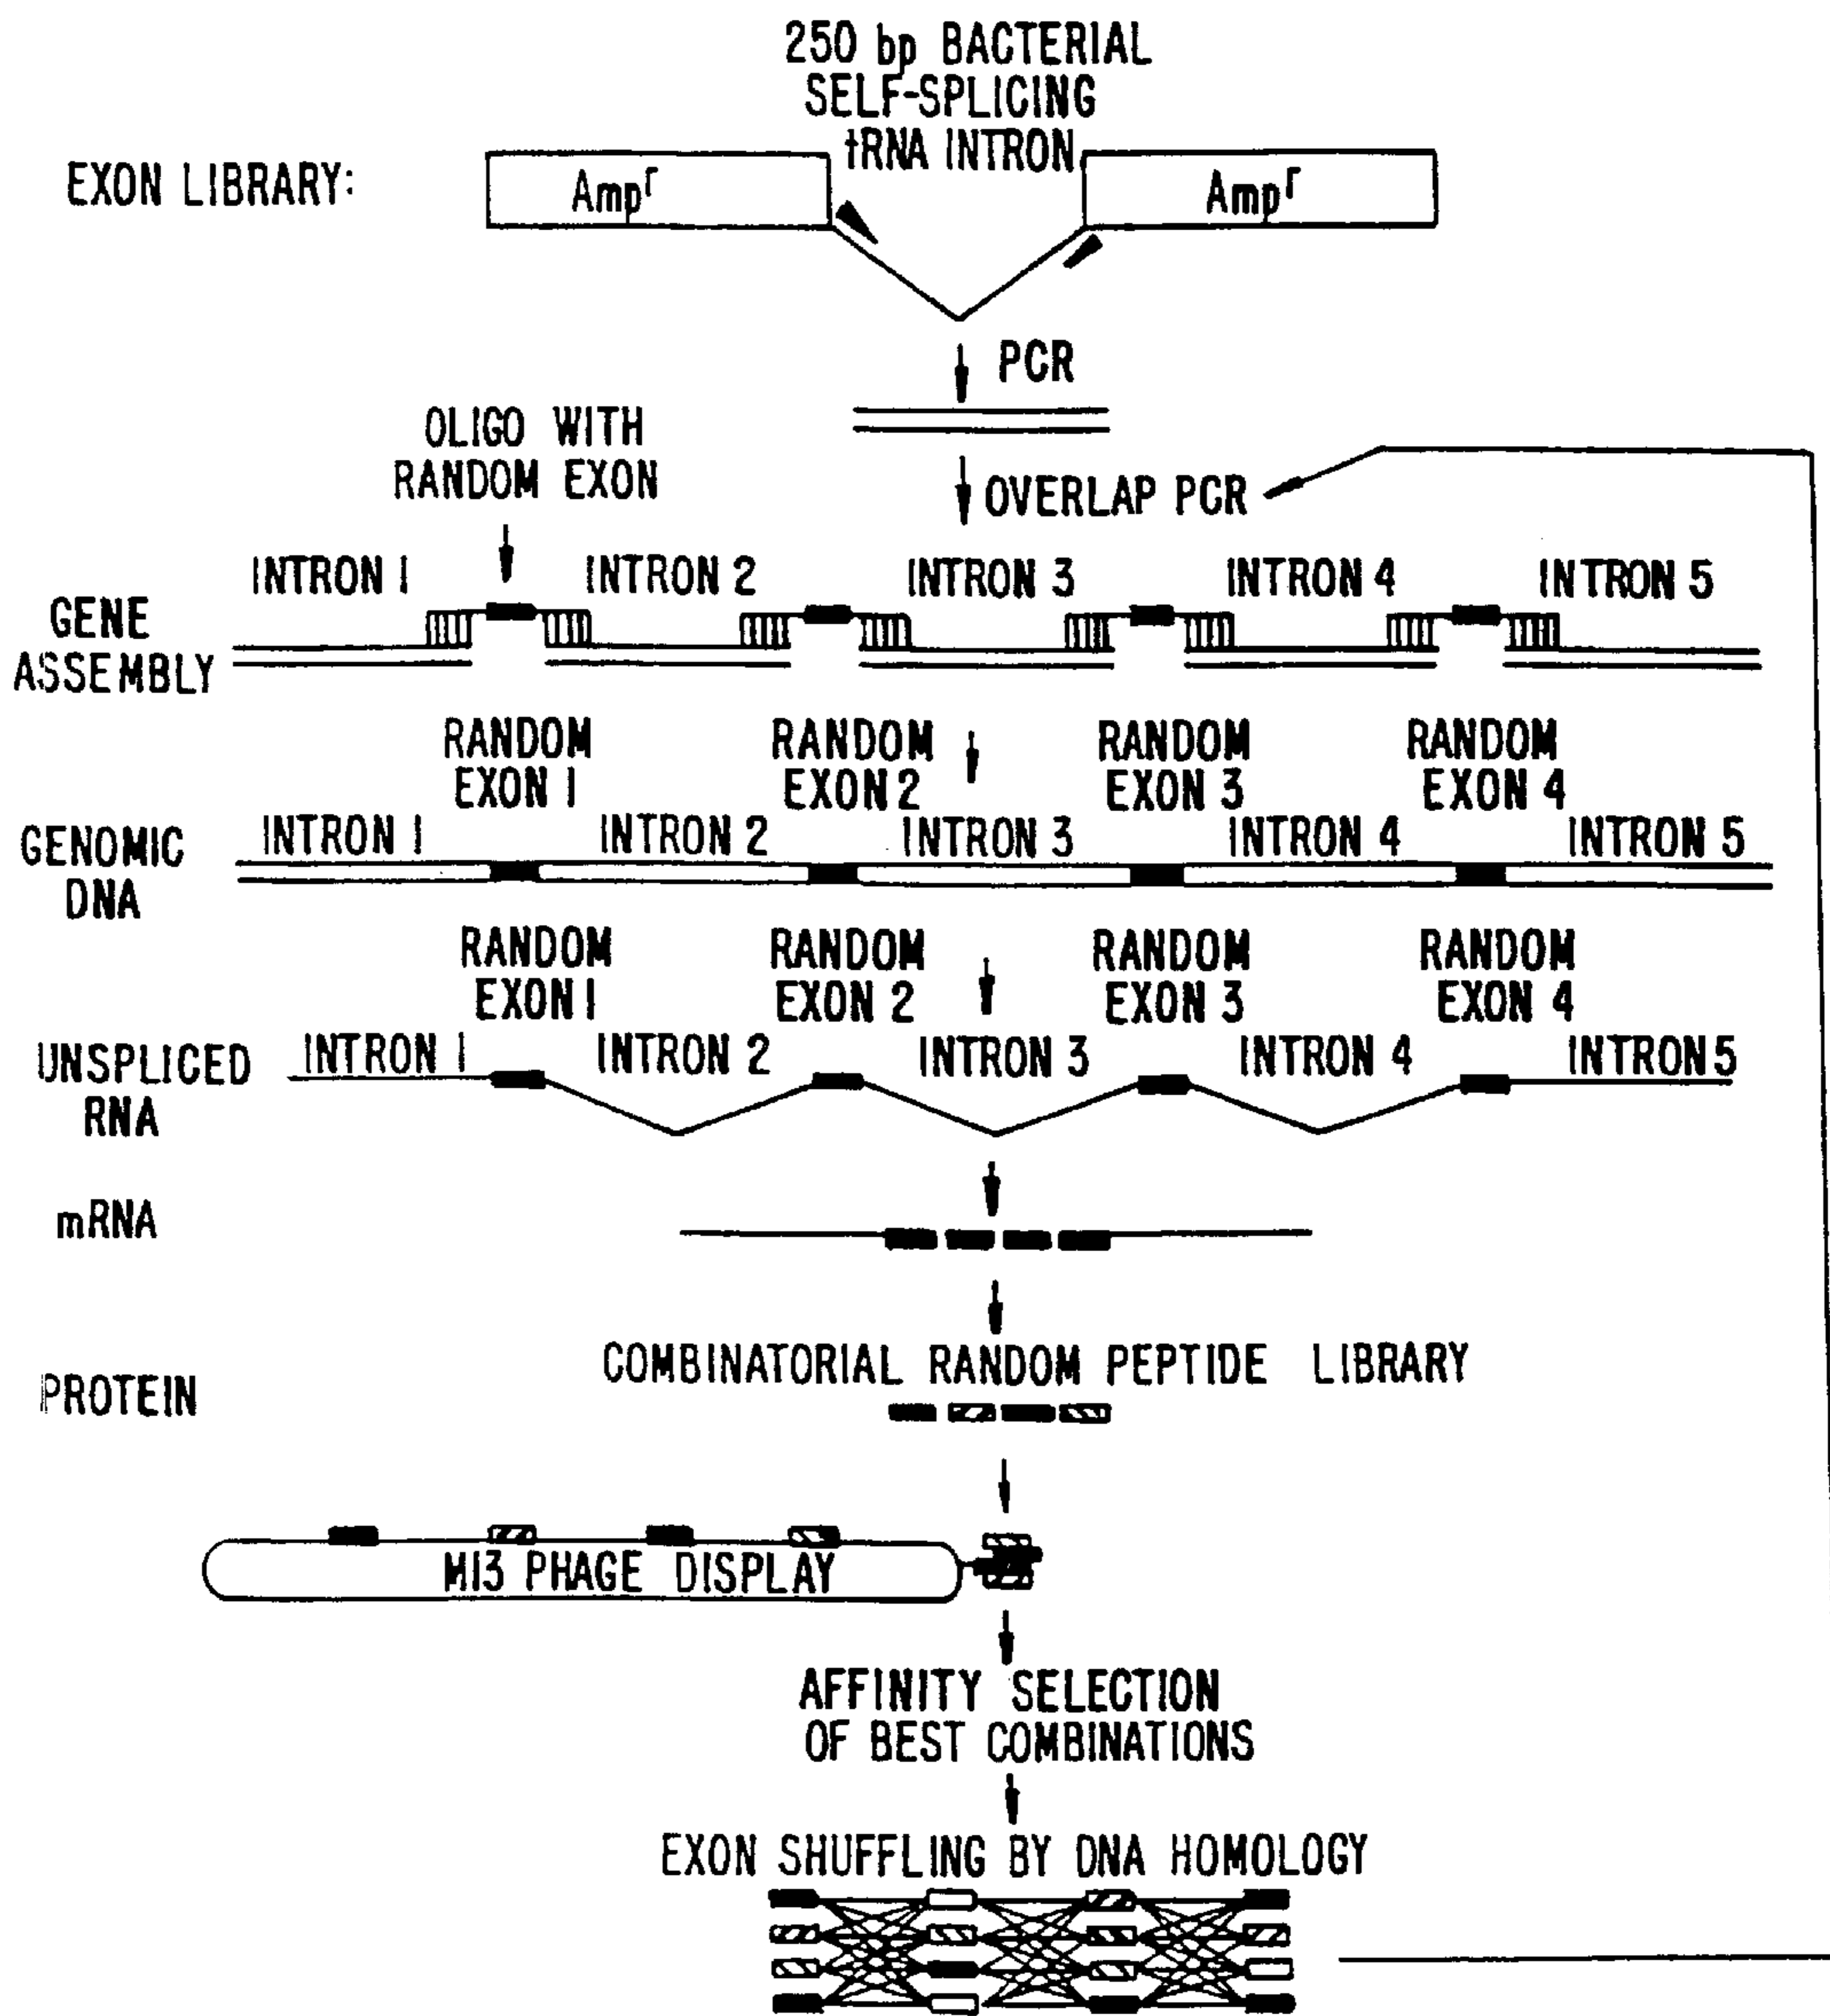 250 bp BACTERIAL
SELF-SPLICING
tRNA INTRON
EXON LIBRARY:
Ampʳ
Ampʳ
PCR
OLIGO WITH
RANDOM EXON
OVERLAP PCR
INTRON 1
INTRON 2
INTRON 3
INTRON 4
INTRON 5
GENE
ASSEMBLY
RANDOM
EXON 1
RANDOM
EXON 2
RANDOM
EXON 3
RANDOM
EXON 4
GENOMIC
DNA
INTRON 1
INTRON 2
INTRON 3
INTRON 4
INTRON 5
RANDOM
EXON 1
RANDOM
EXON 2
RANDOM
EXON 3
RANDOM
EXON 4
UNSPLICED
RNA
INTRON 1
INTRON 2
INTRON 3
INTRON 4
INTRON 5
mRNA
COMBINATORIAL RANDOM PEPTIDE LIBRARY
PROTEIN
M13 PHAGE DISPLAY
AFFINITY SELECTION
OF BEST COMBINATIONS
EXON SHUFFLING BY DNA HOMOLOGY